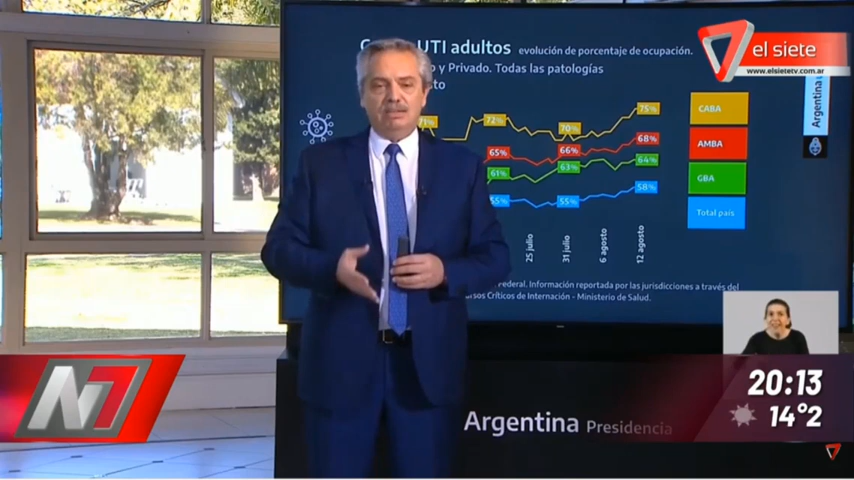 UTI adultos evolución de porcentaje de ocupación.
y Privado. Todas las patologías
el siete
www.elsietetv.com.ar
Argentina
71%
72%
70%
75%
CABA
65%
66%
68%
AMBA
61%
63%
64%
GBA
55%
55%
58%
Total país
25 julio
31 julio
6 agosto
12 agosto
Federal. Información reportada por las jurisdicciones a través del
Críticos de Internación - Ministerio de Salud.
N7
20:13
14°2
Argentina Presidencia